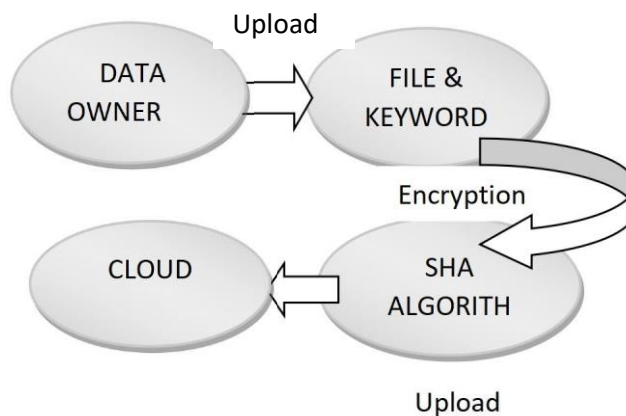 Upload
DATA
OWNER
FILE &
KEYWORD
Encryption
SHA
ALGORITH
CLOUD
Upload